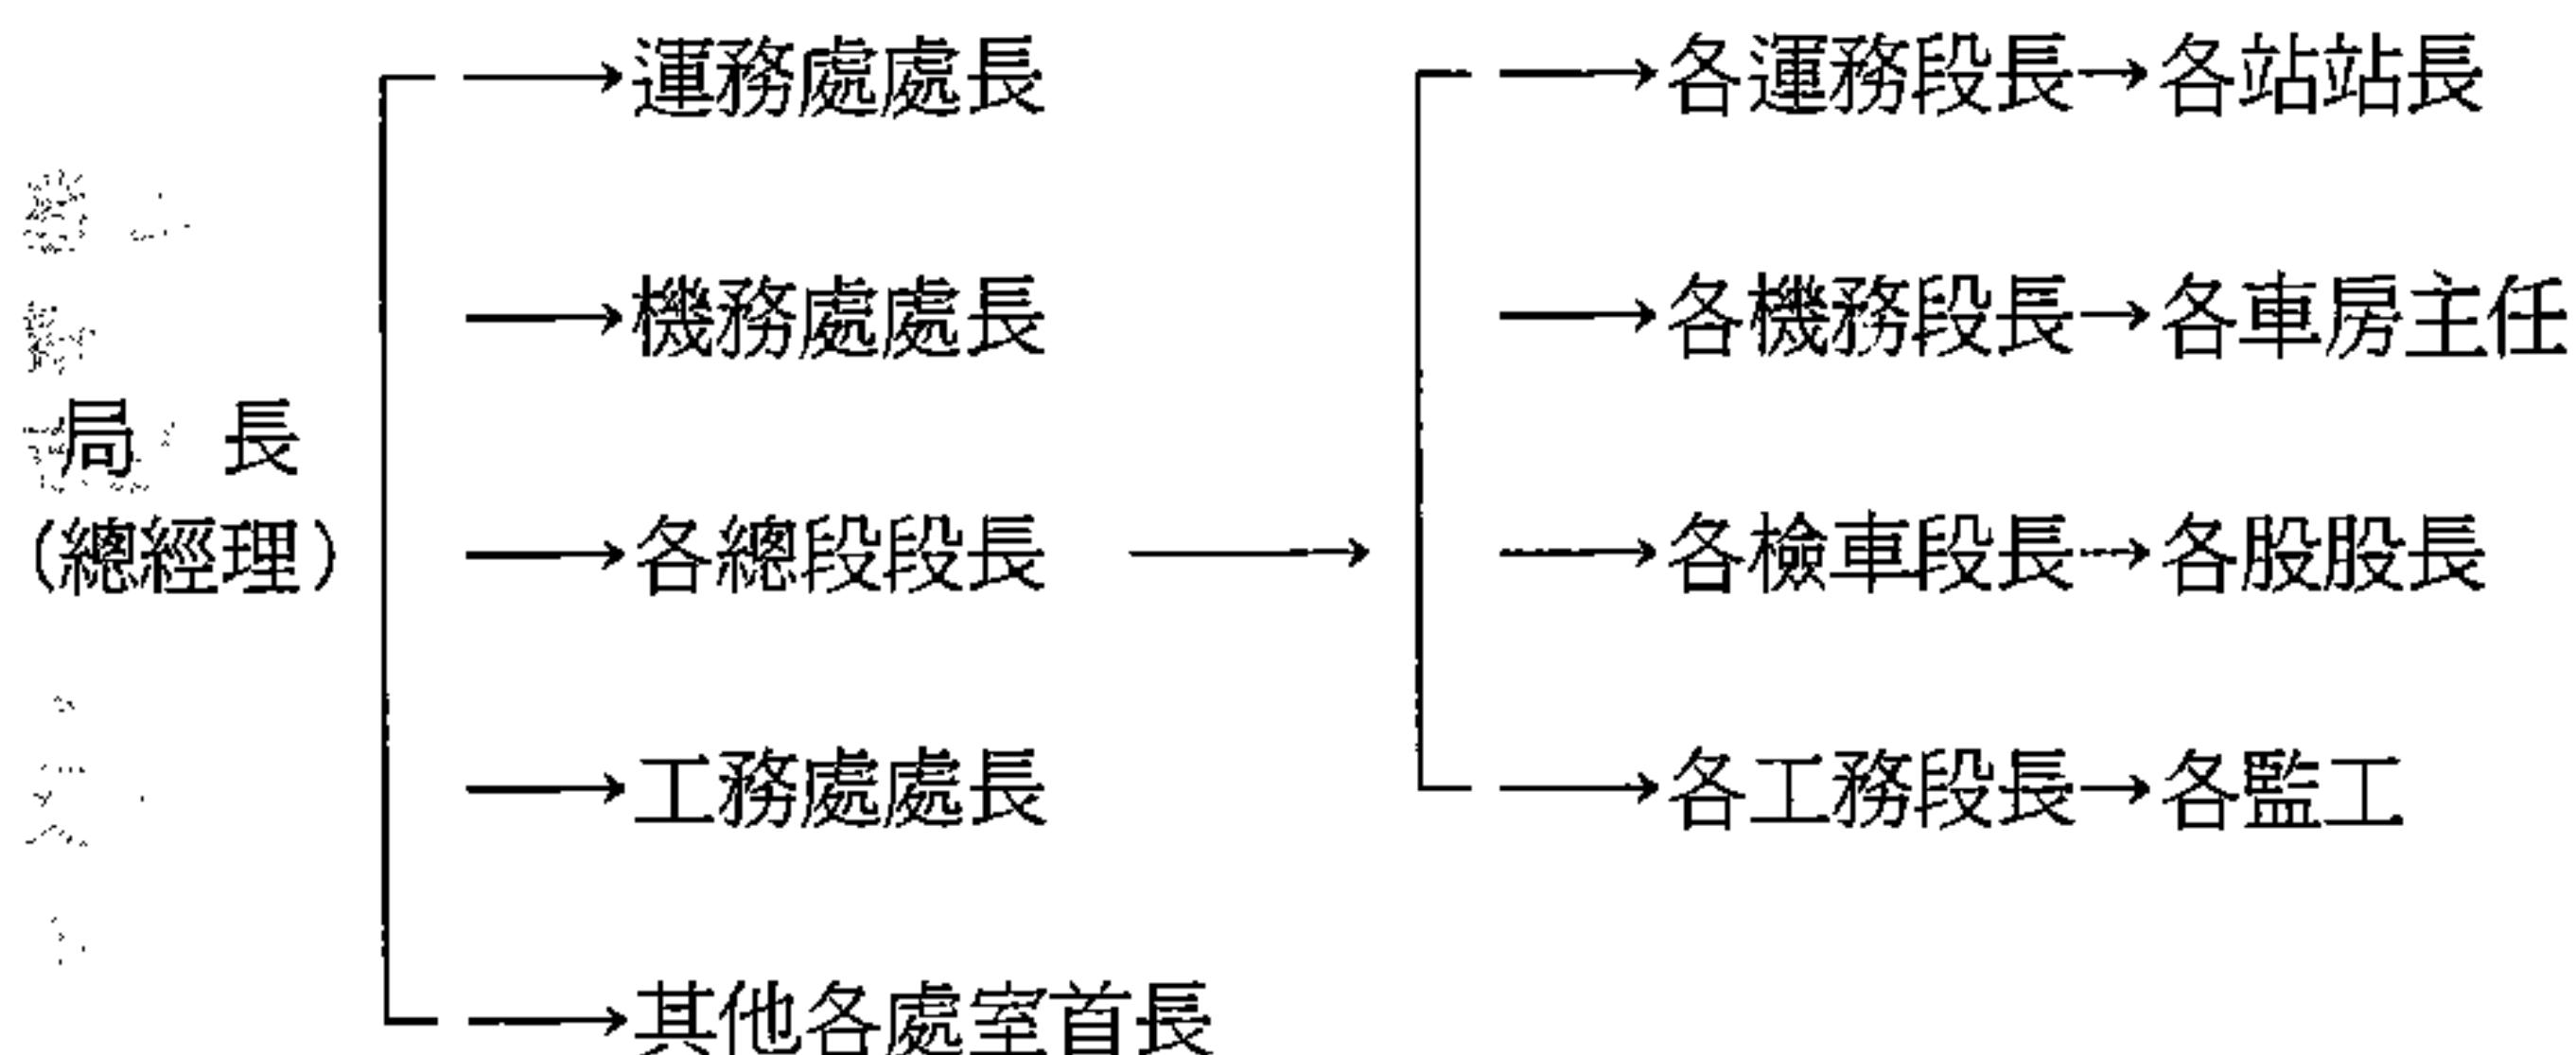 運務處處長
各運務段長
各站站長
機務處處長
各機務段長
各車房主任
局 長
(總經理)
各總段段長
各檢車段長
各股股長
工務處處長
各工務段長
各監工
其他各處室首長